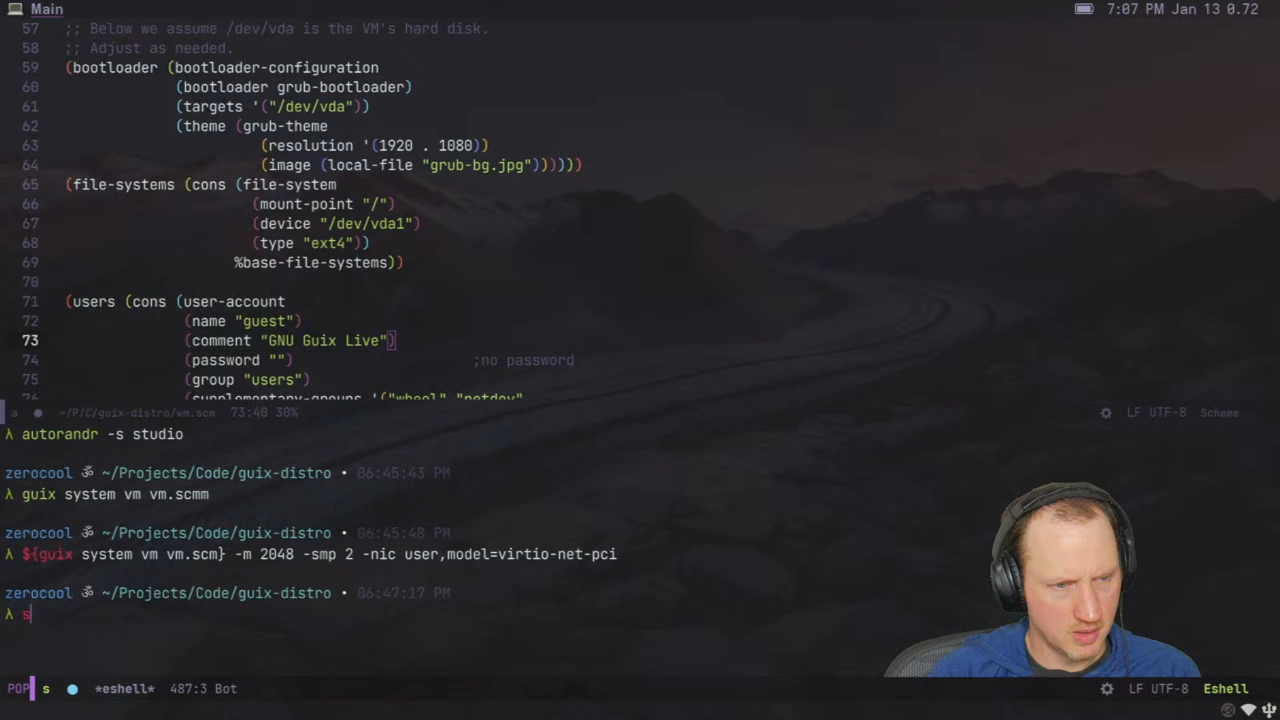 Main
7:07 PM Jan 13 0.72
57 ;; Below we assume /dev/vda is the VM's hard disk.
58 ;; Adjust as needed.
59 (bootloader (bootloader-configuration
60 (bootloader grub-bootloader)
61 (targets '("/dev/vda"))
62 (theme (grub-theme
63 (resolution '(1920 . 1080))
64 (image (local-file "grub-bg.jpg"))))))
65 (file-systems (cons (file-system
66 (mount-point "/")
67 (device "/dev/vda1")
68 (type "ext4"))
69 %base-file-systems))
70
71 (users (cons (user-account
72 (name "guest")
73 (comment "GNU Guix Live")
74 (password "") ;no password
75 (group "users")
76 (supplementary-groups '("wheel" "netdev"
a ● ~/P/C/guix-distro/vm.scm 73:40 30% LF UTF-8 Scheme
λ autorandr -s studio
zerocool ॐ ~/Projects/Code/guix-distro • 06:45:43 PM
λ guix system vm vm.scmm
zerocool ॐ ~/Projects/Code/guix-distro • 06:45:48 PM
λ ${guix system vm vm.scm} -m 2048 -smp 2 -nic user,model=virtio-net-pci
zerocool ॐ ~/Projects/Code/guix-distro • 06:47:17 PM
λ s
POP s ● *eshell* 487:3 Bot LF UTF-8 Eshell